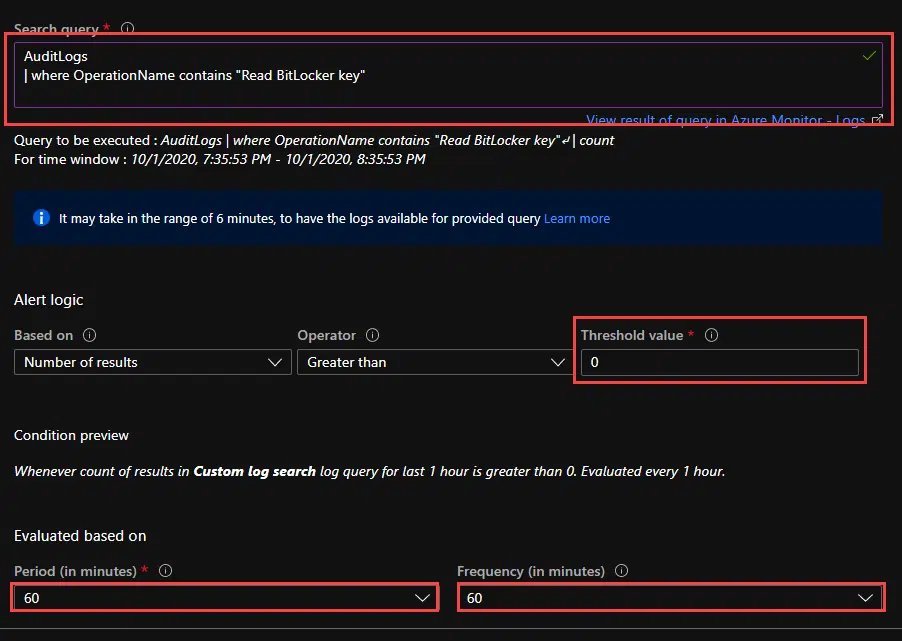 Search query *
AuditLogs
| where OperationName contains "Read BitLocker key"
View result of query in Azure Monitor - Logs
Query to be executed : AuditLogs | where OperationName contains "Read BitLocker key"↲ | count
For time window : 10/1/2020, 7:35:53 PM - 10/1/2020, 8:35:53 PM
It may take in the range of 6 minutes, to have the logs available for provided query Learn more
Alert logic
Based on Operator Threshold value *
Number of results Greater than 0
Condition preview
Whenever count of results in Custom log search log query for last 1 hour is greater than 0. Evaluated every 1 hour.
Evaluated based on
Period (in minutes) * Frequency (in minutes)
60 60